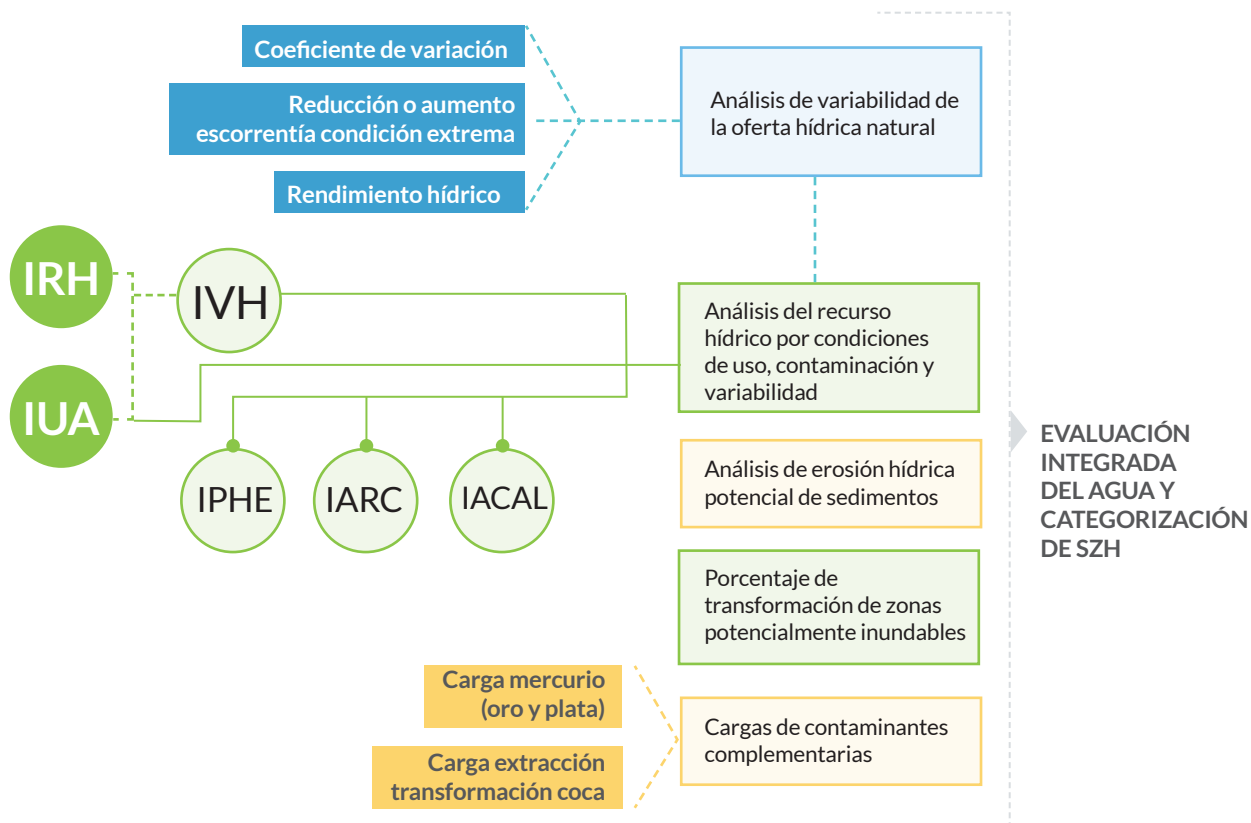 Coeficiente de variación
Reducción o aumento
escorrentía condición extrema
Rendimiento hídrico
Análisis de variabilidad de
la oferta hídrica natural
IRH
IVH
IUA
IPHE
IARC
IACAL
Análisis del recurso
hídrico por condiciones
de uso, contaminación y
variabilidad
Análisis de erosión hídrica
potencial de sedimentos
Porcentaje de
transformación de zonas
potencialmente inundables
Carga mercurio
(oro y plata)
Carga extracción
transformación coca
Cargas de contaminantes
complementarias
EVALUACIÓN
INTEGRADA
DEL AGUA Y
CATEGORIZACIÓN
DE SZH